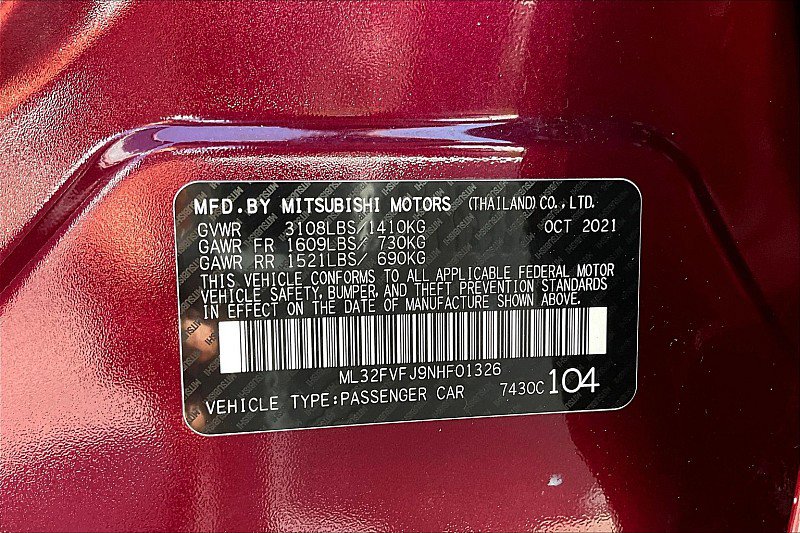 MFD.BY MITSUBISHI MOTORS (THAILAND) CO., LTD.
GVWR 3108LBS/1410KG OCT 2021
GAWR FR 1609LBS/ 730KG
GAWR RR 1521LBS/ 690KG
THIS VEHICLE CONFORMS TO ALL APPLICABLE FEDERAL MOTOR
VEHICLE SAFETY, BUMPER, AND THEFT PREVENTION STANDARDS
IN EFFECT ON THE DATE OF MANUFACTURE SHOWN ABOVE.
ML32FVFJ9NHF01326
VEHICLE TYPE:PASSENGER CAR 7430C 104